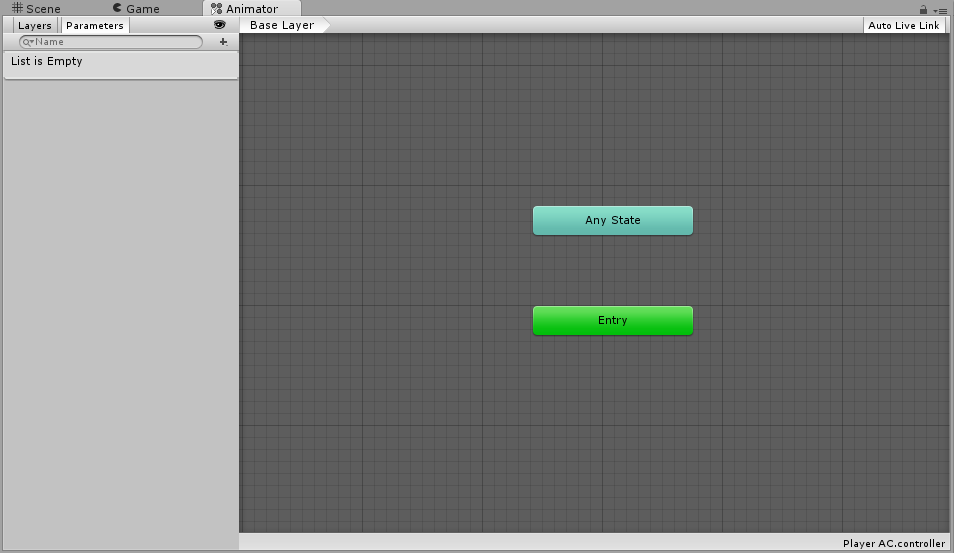 Scene Game Animator
Layers Parameters Base Layer Auto Live Link
Name
List is Empty
Any State
Entry
Player AC.controller